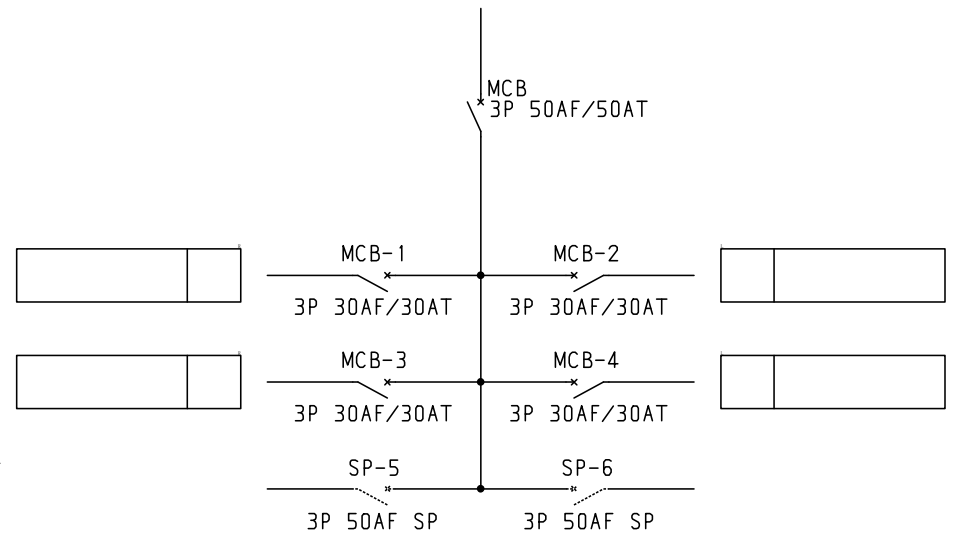 MCB
3P 50AF/50AT
MCB-1
MCB-2
3P 30AF/30AT
3P 30AF/30AT
MCB-3
MCB-4
3P 30AF/30AT
3P 30AF/30AT
SP-5
SP-6
3P 50AF SP
3P 50AF SP